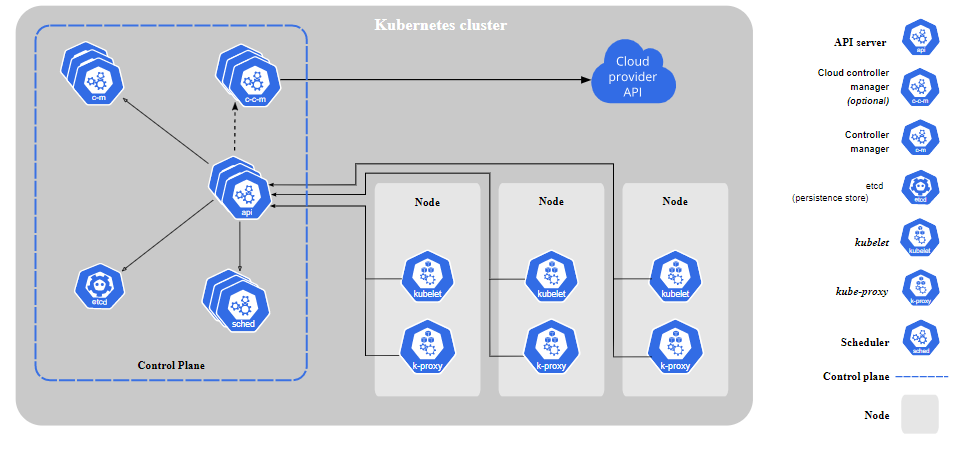 Kubernetes cluster
c-m
c-c-m
Cloud
provider
API
api
etcd
sched
Control Plane
Node
kubelet
k-proxy
Node
kubelet
k-proxy
Node
kubelet
k-proxy
API server
api
Cloud controller
manager
(optional)
c-c-m
Controller
manager
c-m
etcd
(persistence store)
etcd
kubelet
kubelet
kube-proxy
k-proxy
Scheduler
sched
Control plane
Node